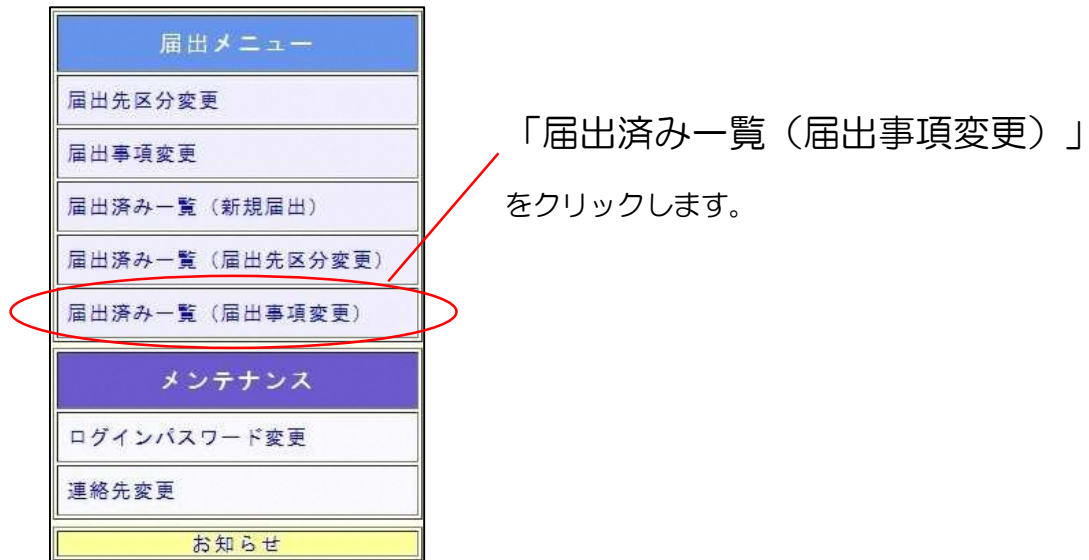 届出メニュー
届出先区分変更
届出事項変更
届出済み一覧（新規届出）
届出済み一覧（届出先区分変更）
届出済み一覧（届出事項変更）
メンテナンス
ログインパスワード変更
連絡先変更
お知らせ
「届出済み一覧（届出事項変更）」
をクリックします。